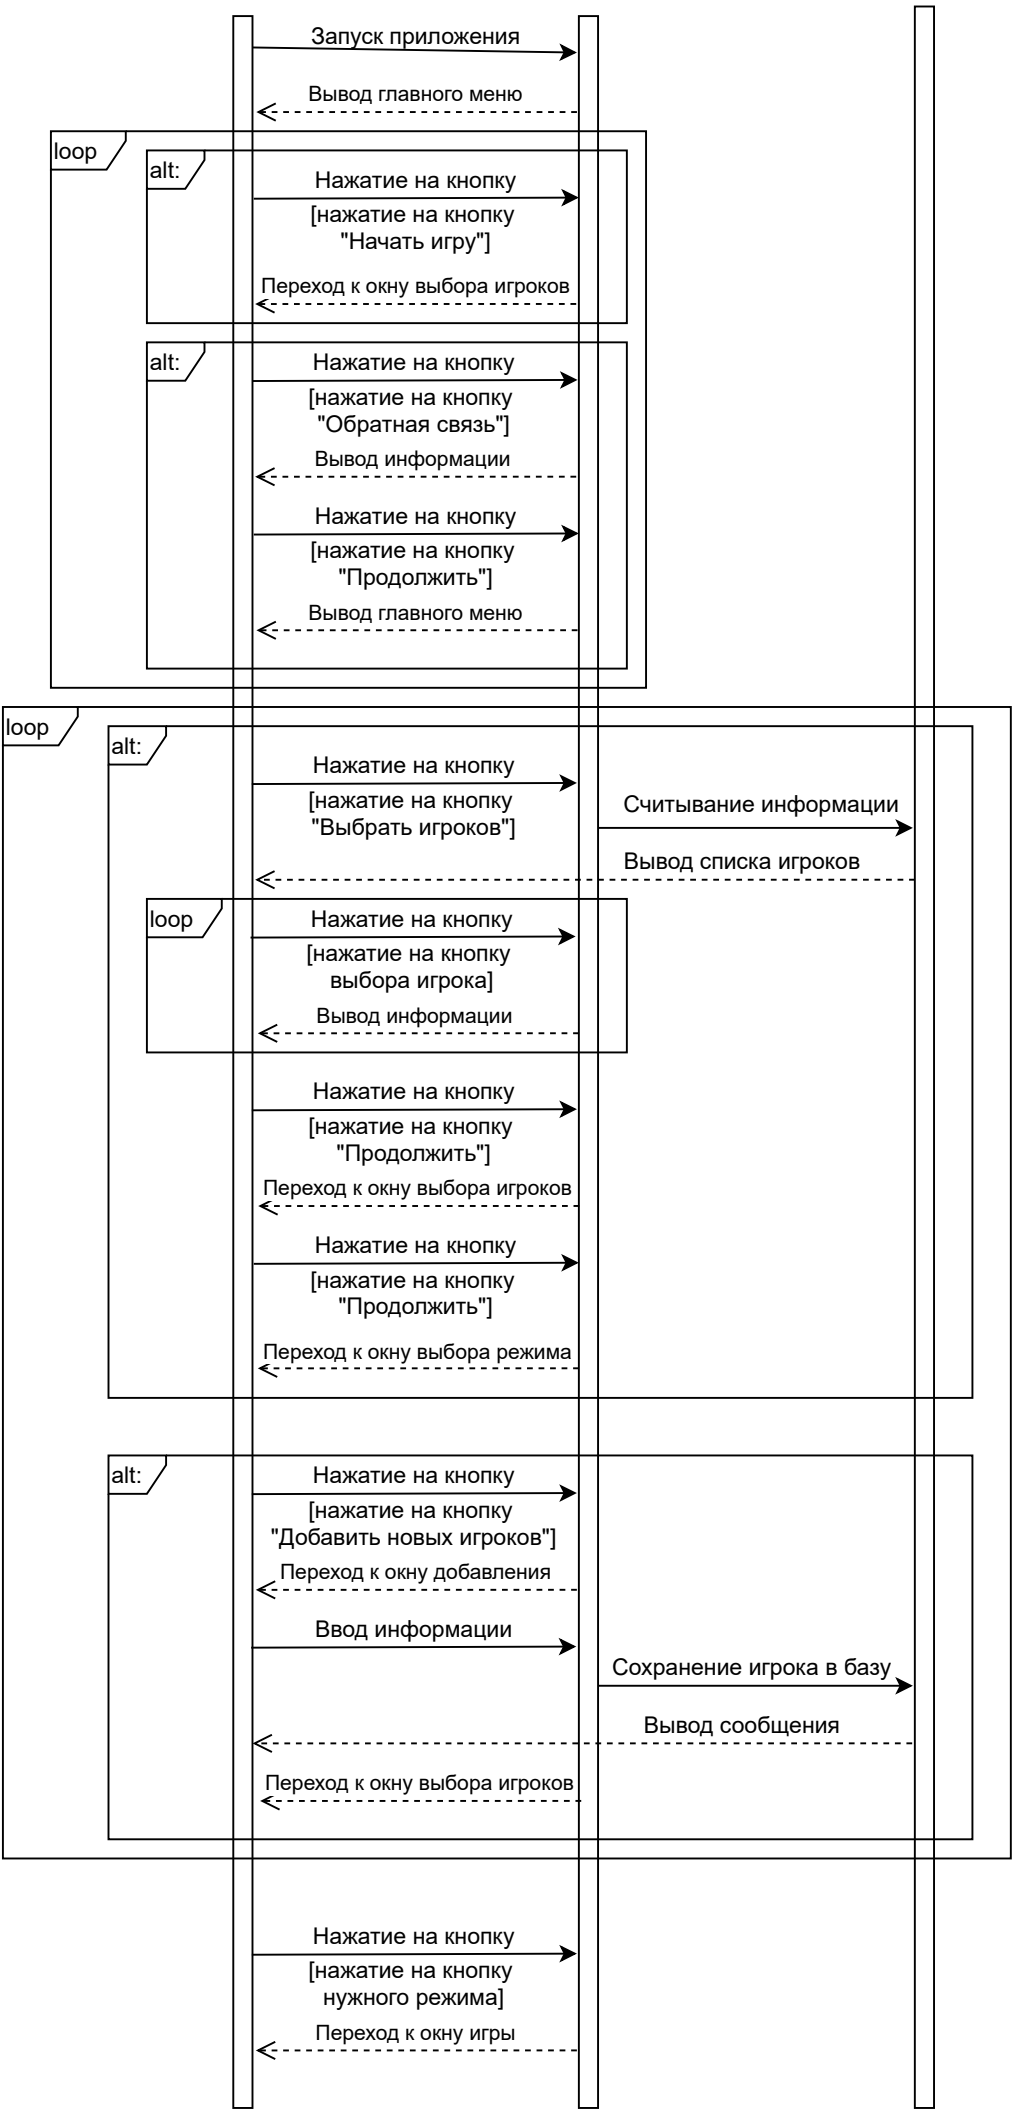 Запуск приложения
Вывод главного меню
loop
alt:
Нажатие на кнопку
[нажатие на кнопку
"Начать игру"]
Переход к окну выбора игроков
alt:
Нажатие на кнопку
[нажатие на кнопку
"Обратная связь"]
Вывод информации
Нажатие на кнопку
[нажатие на кнопку
"Продолжить"]
Вывод главного меню
loop
alt:
Нажатие на кнопку
[нажатие на кнопку
"Выбрать игроков"]
Считывание информации
Вывод списка игроков
loop
Нажатие на кнопку
[нажатие на кнопку
выбора игрока]
Вывод информации
Нажатие на кнопку
[нажатие на кнопку
"Продолжить"]
Переход к окну выбора игроков
Нажатие на кнопку
[нажатие на кнопку
"Продолжить"]
Переход к окну выбора режима
alt:
Нажатие на кнопку
[нажатие на кнопку
"Добавить новых игроков"]
Переход к окну добавления
Ввод информации
Сохранение игрока в базу
Вывод сообщения
Переход к окну выбора игроков
Нажатие на кнопку
[нажатие на кнопку
нужного режима]
Переход к окну игры